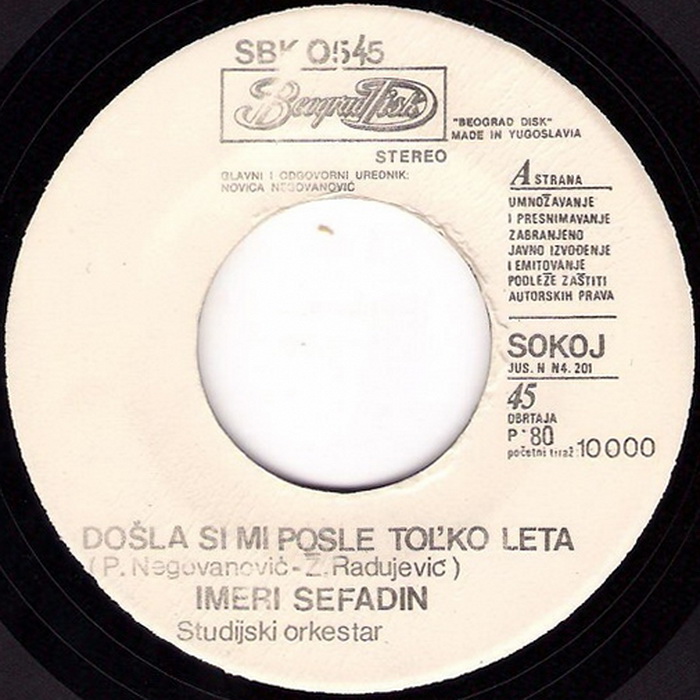 SBK 0545
Beograd Disk
"BEOGRAD DISK"
MADE IN YUGOSLAVIA
STEREO
GLAVNI I ODGOVORNI UREDNIK:
NOVICA NEGOVANOVIĆ
A STRANA
UMNOŽAVANJE
I PRESNIMAVANJE
ZABRANJENO
JAVNO IZVOĐENJE
I EMITOVANJE
PODLEŽE ZAŠTITI
AUTORSKIH PRAVA
SOKOJ
JUS. N N4. 201
45
OBRTAJA
P·80
početni tiraž: 10000
DOŠLA SI MI POSLE TOL'KO LETA
(P. Negovanović-Z. Radujević)
IMERI SEFADIN
Studijski orkestar